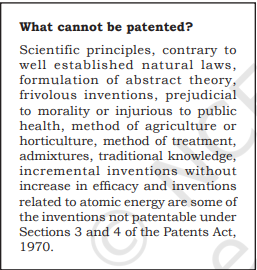 What cannot be patented?
Scientific principles, contrary to
well established natural laws,
formulation of abstract theory,
frivolous inventions, prejudicial
to morality or injurious to public
health, method of agriculture or
horticulture, method of treatment,
admixtures, traditional knowledge,
incremental inventions without
increase in efficacy and inventions
related to atomic energy are some of
the inventions not patentable under
Sections 3 and 4 of the Patents Act,
1970.